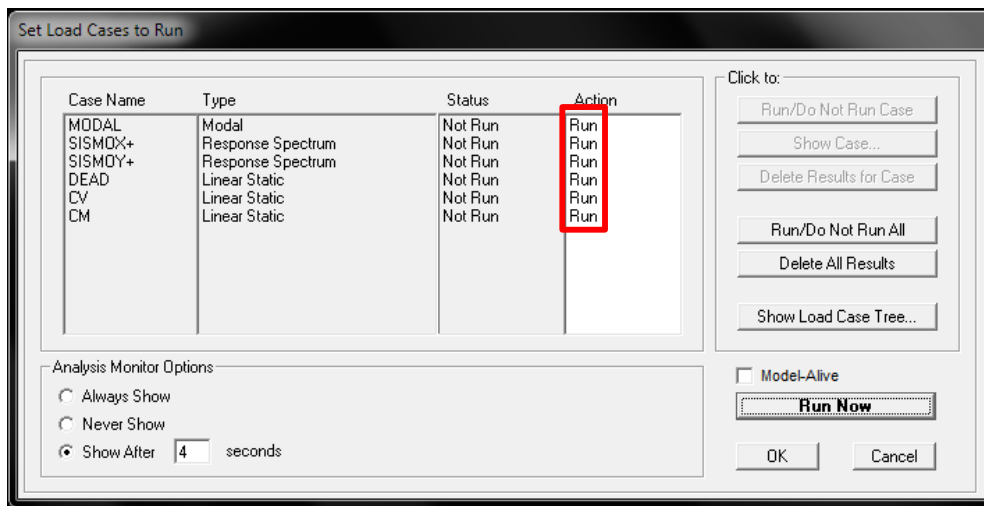 Set Load Cases to Run
Click to:
Case Name Type Status Action
Run/Do Not Run Case
MODAL Modal Not Run Run
SISMOX+ Response Spectrum Not Run Run
Show Case...
SISMOY+ Response Spectrum Not Run Run
DEAD Linear Static Not Run Run
Delete Results for Case
CV Linear Static Not Run Run
CM Linear Static Not Run Run
Run/Do Not Run All
Delete All Results
Show Load Case Tree...
Analysis Monitor Options
Model-Alive
Always Show
Run Now
Never Show
Show After 4 seconds
OK Cancel